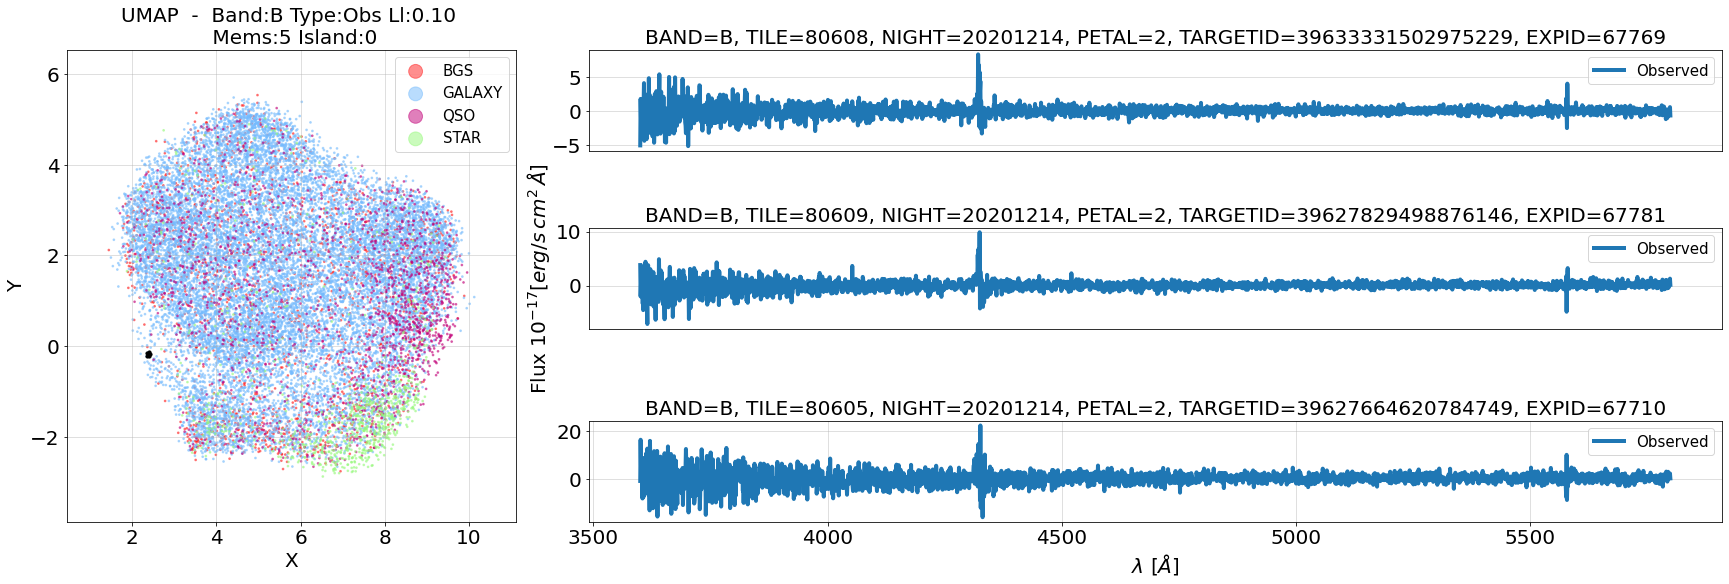 UMAP - Band:B Type:Obs Ll:0.10
Mems:5 Island:0
BGS
GALAXY
QSO
STAR
6
4
2
0
−2
Y
2
4
6
8
10
X
Flux 10−17[erg/s cm2 Å]
BAND=B, TILE=80608, NIGHT=20201214, PETAL=2, TARGETID=39633331502975229, EXPID=67769
Observed
5
0
−5
BAND=B, TILE=80609, NIGHT=20201214, PETAL=2, TARGETID=39627829498876146, EXPID=67781
Observed
10
0
BAND=B, TILE=80605, NIGHT=20201214, PETAL=2, TARGETID=39627664620784749, EXPID=67710
Observed
20
0
3500
4000
4500
5000
5500
λ [Å]